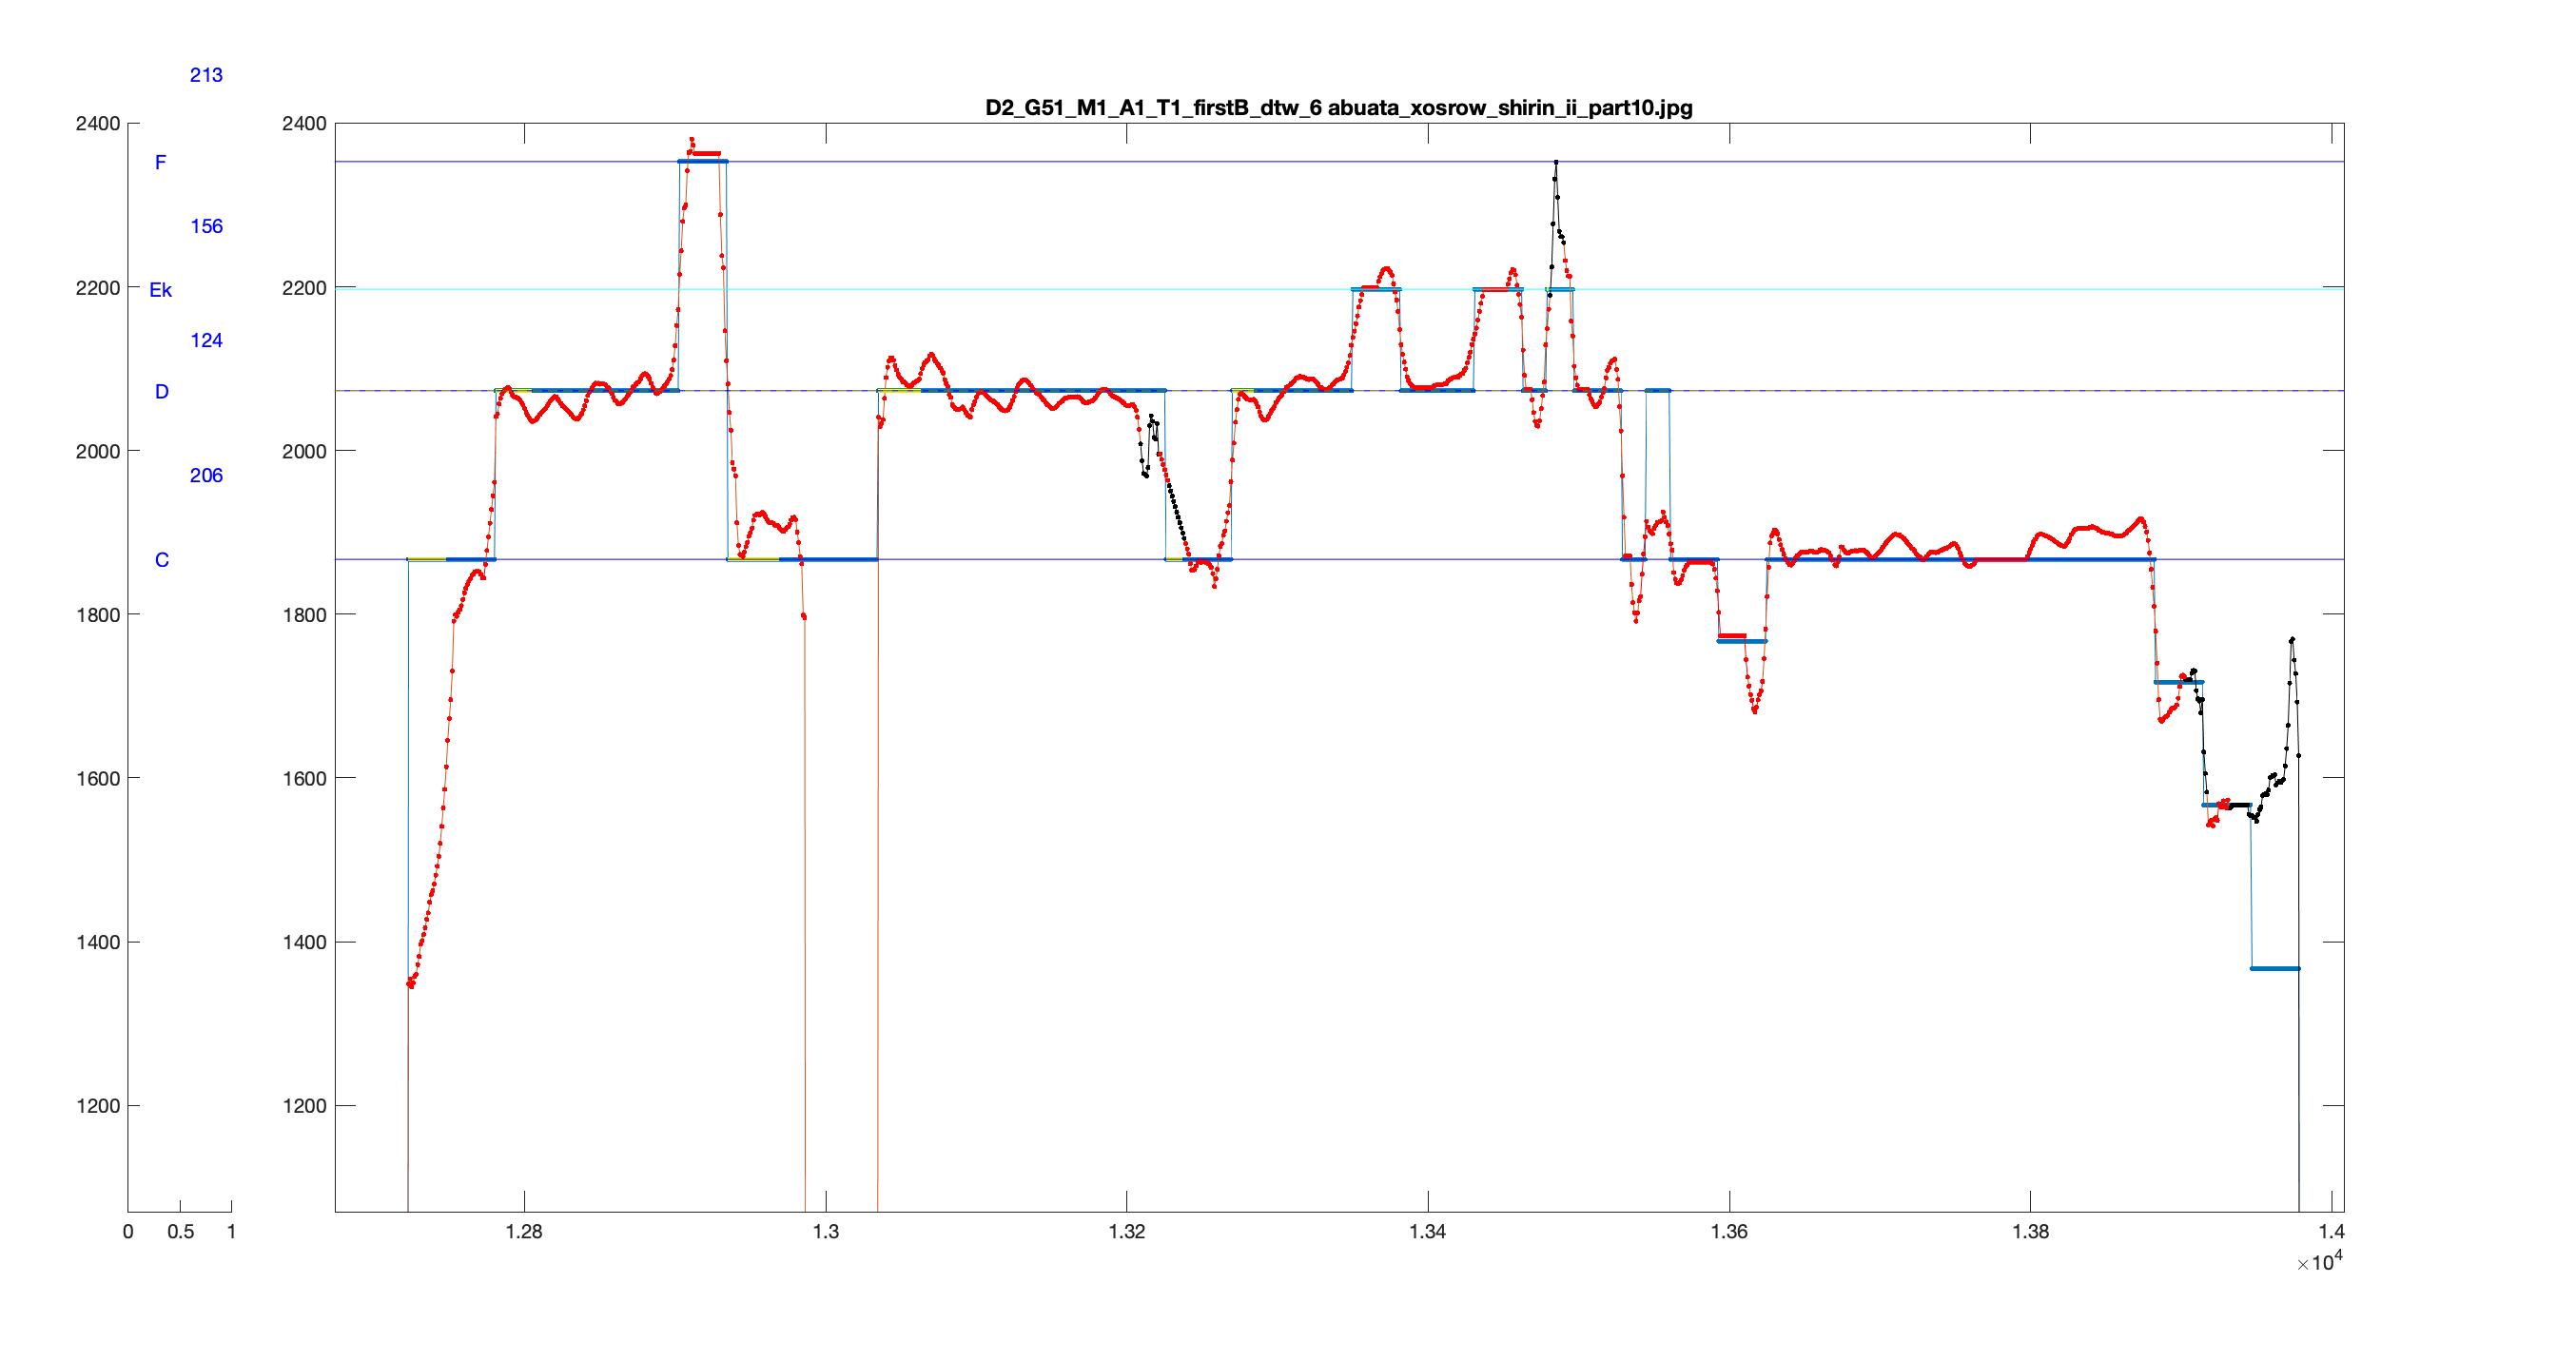 213
D2_G51_M1_A1_T1_firstB_dtw_6 abuata_xosrow_shirin_ii_part10.jpg
2400 2400
F
156
2200 Ek 2200
124
D
2000 2000
206
C
1800 1800
1600 1600
1400 1400
1200 1200
0 0.5 1 1.28 1.3 1.32 1.34 1.36 1.38 1.4
×10^4